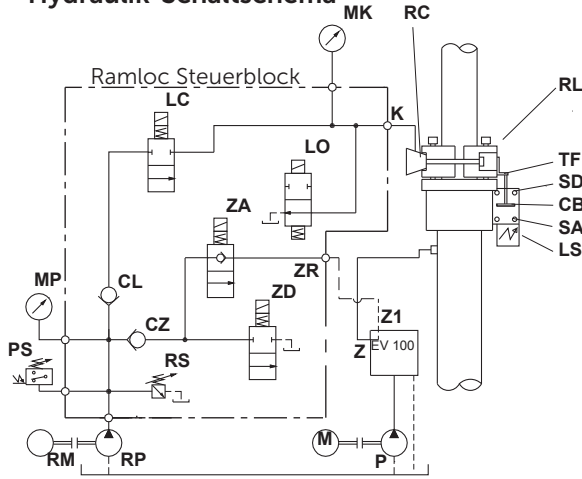 Hydraulik-Schaltschema
MK
RC
Ramloc Steuerblock
RL
LC
K
LO
TF
SD
ZA
CB
SA
ZR
LS
MP
CL
ZD
CZ
Z1
PS
RS
Z
EV 100
RM
RP
M
P